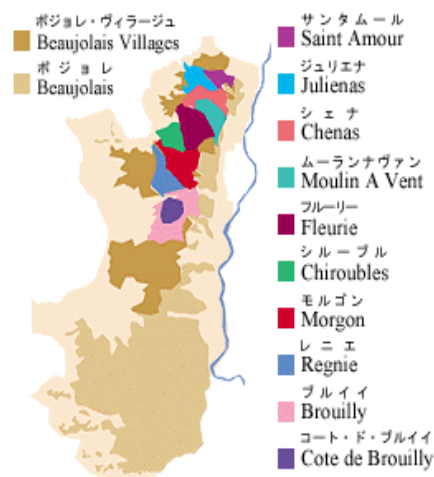 ボジョレ・ヴィラージュ
Beaujolais Villages
ボジョレ
Beaujolais
サンタムール
Saint Amour
ジュリエナ
Julienas
シェナ
Chenas
ムーランナヴァン
Moulin A Vent
フルーリー
Fleurie
シルーブル
Chiroubles
モルゴン
Morgon
レニエ
Regnie
ブルイイ
Brouilly
コート・ド・ブルイイ
Cote de Brouilly